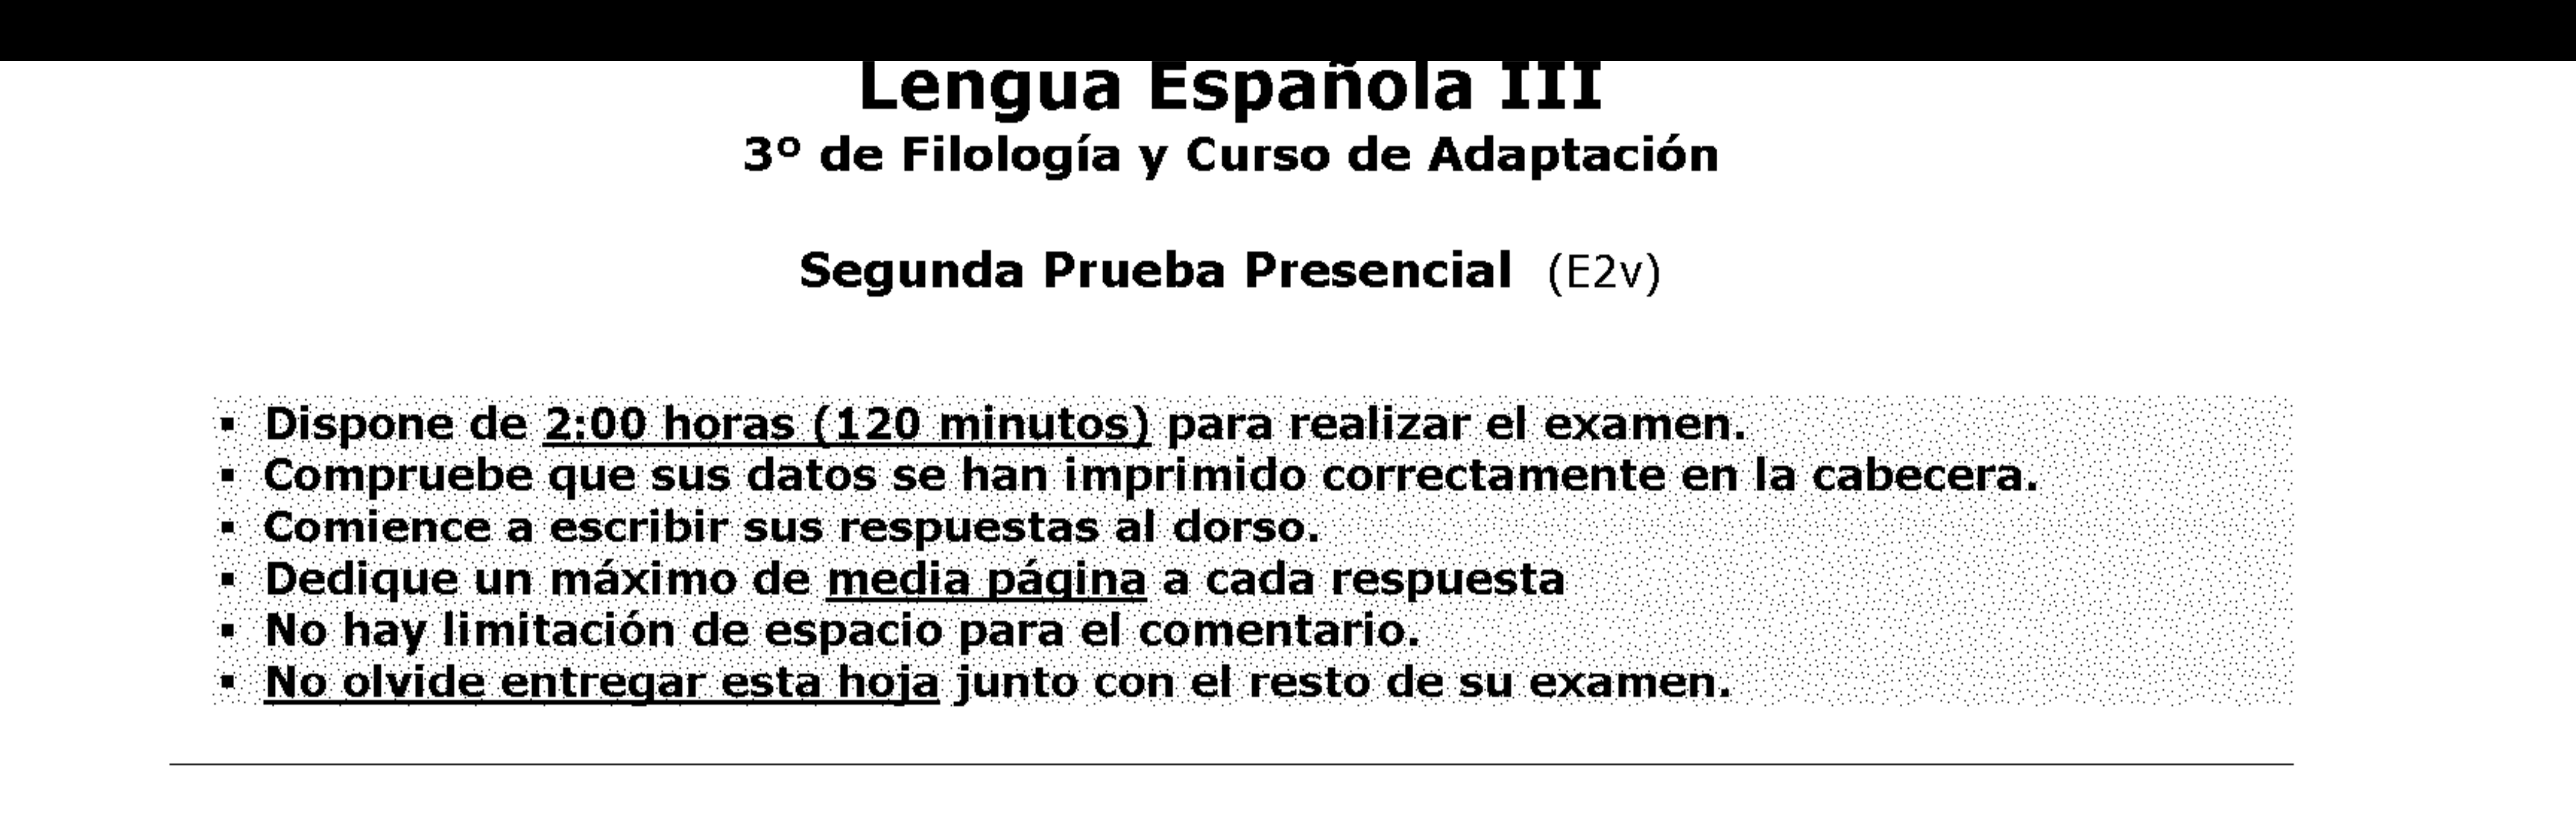 Lengua Española III
3º de Filología y Curso de Adaptación
Segunda Prueba Presencial (E2v)
▪ Dispone de 2:00 horas (120 minutos) para realizar el examen.
▪ Compruebe que sus datos se han imprimido correctamente en la cabecera.
▪ Comience a escribir sus respuestas al dorso.
▪ Dedique un máximo de media página a cada respuesta
▪ No hay limitación de espacio para el comentario.
▪ No olvide entregar esta hoja junto con el resto de su examen.